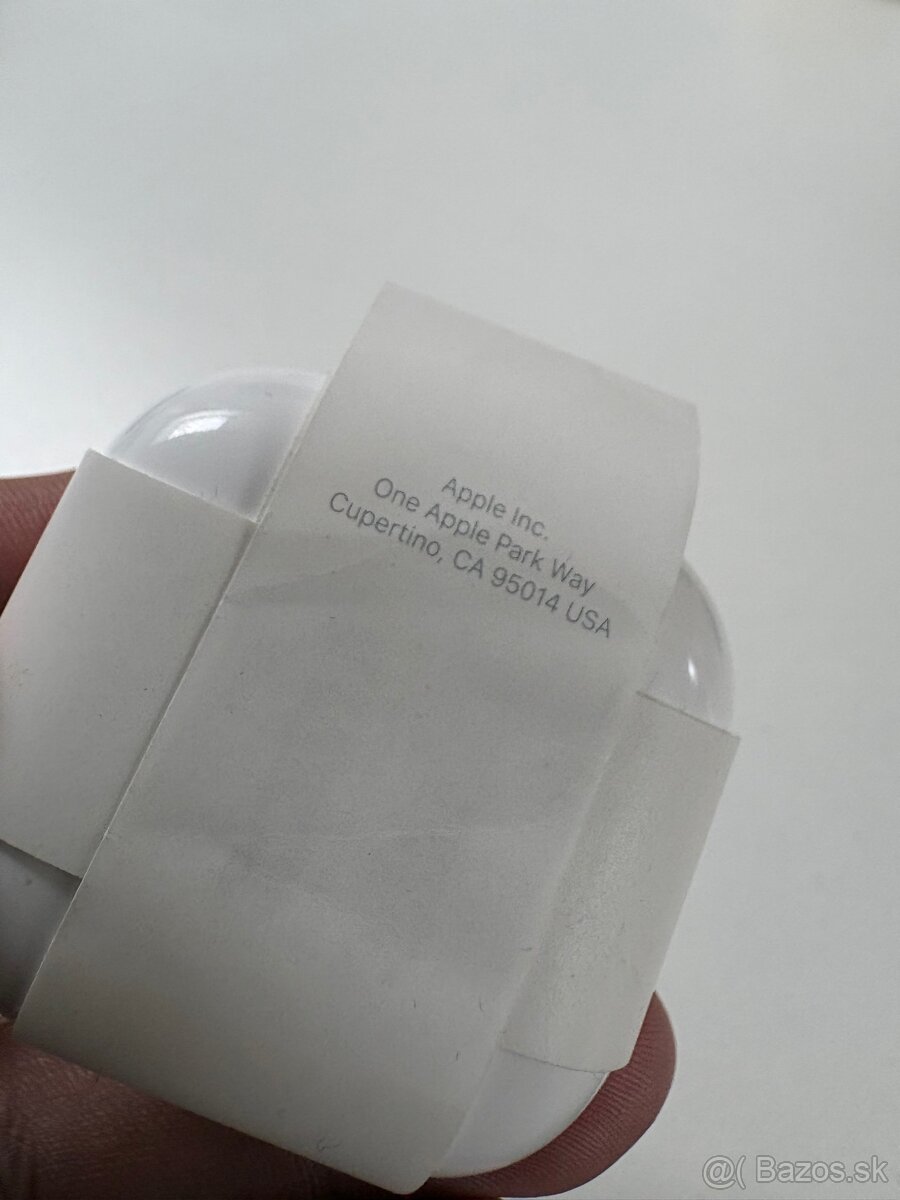 Apple Inc.
One Apple Park Way
Cupertino, CA 95014 USA
@( Bazos.sk